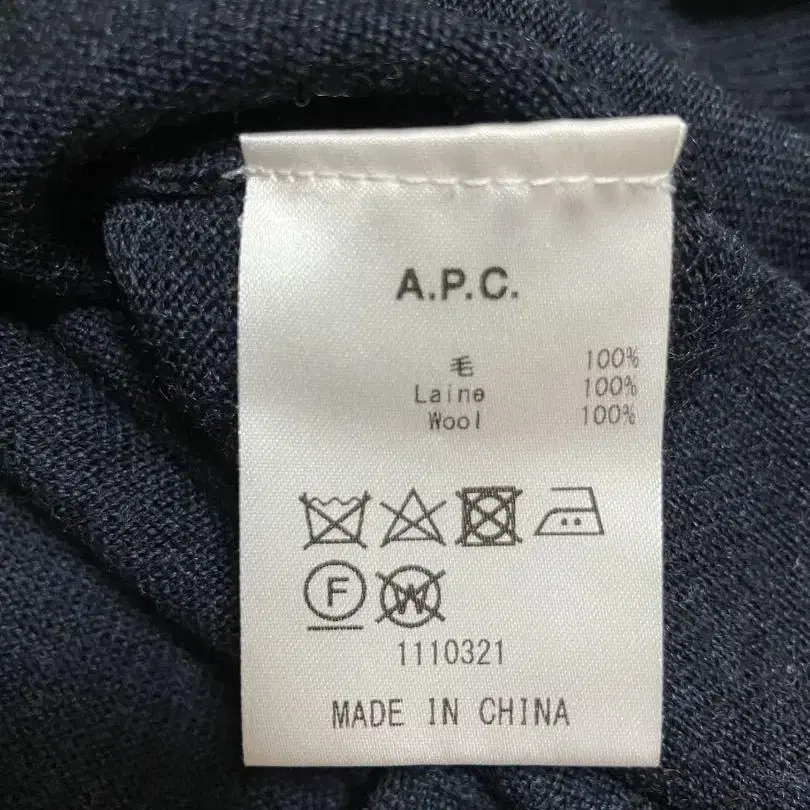 A.P.C.
毛 100%
Laine 100%
Wool 100%
F W
1110321
MADE IN CHINA